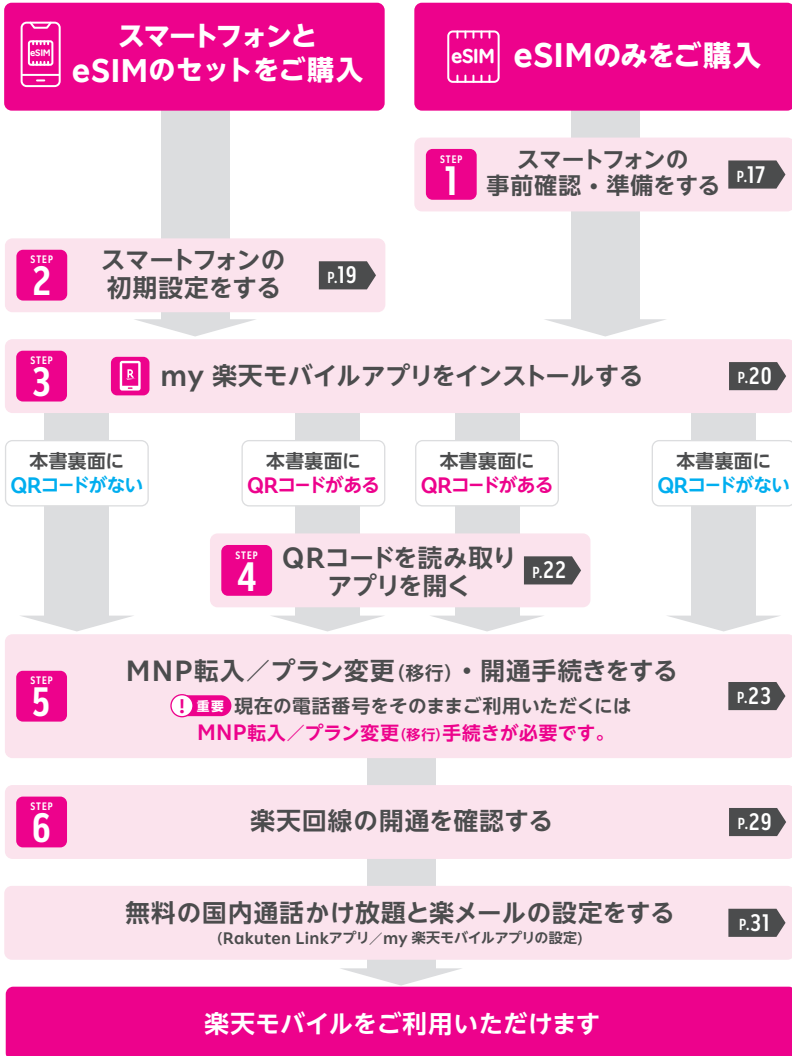 eSIM
スマートフォンと
eSIMのセットをご購入
eSIM
eSIMのみをご購入
STEP
1
スマートフォンの
事前確認・準備をする
P.17
STEP
2
スマートフォンの
初期設定をする
P.19
STEP
3
R
my 楽天モバイルアプリをインストールする
P.20
本書裏面に
QRコードがない
本書裏面に
QRコードがある
本書裏面に
QRコードがある
本書裏面に
QRコードがない
STEP
4
QRコードを読み取り
アプリを開く
P.22
STEP
5
MNP転入／プラン変更(移行)・開通手続きをする
! 重要 現在の電話番号をそのままご利用いただくには
MNP転入／プラン変更(移行)手続きが必要です。
P.23
STEP
6
楽天回線の開通を確認する
P.29
無料の国内通話かけ放題と楽メールの設定をする
(Rakuten Linkアプリ／my 楽天モバイルアプリの設定)
P.31
楽天モバイルをご利用いただけます